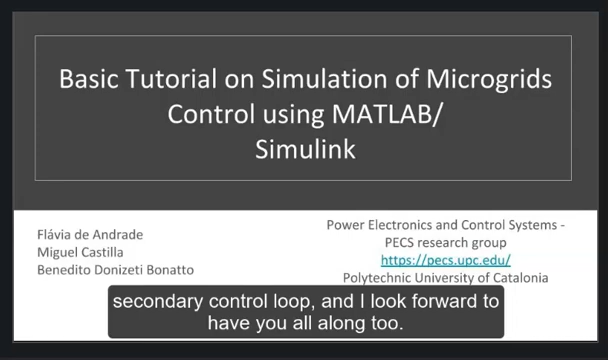 Basic Tutorial on Simulation of Microgrids
Control using MATLAB/
Simulink
Flávia de Andrade
Miguel Castilla
Benedito Donizeti Bonatto
Power Electronics and Control Systems -
PECS research group
https://pecs.upc.edu/
Polytechnic University of Catalonia
secondary control loop, and I look forward to
have you all along too.